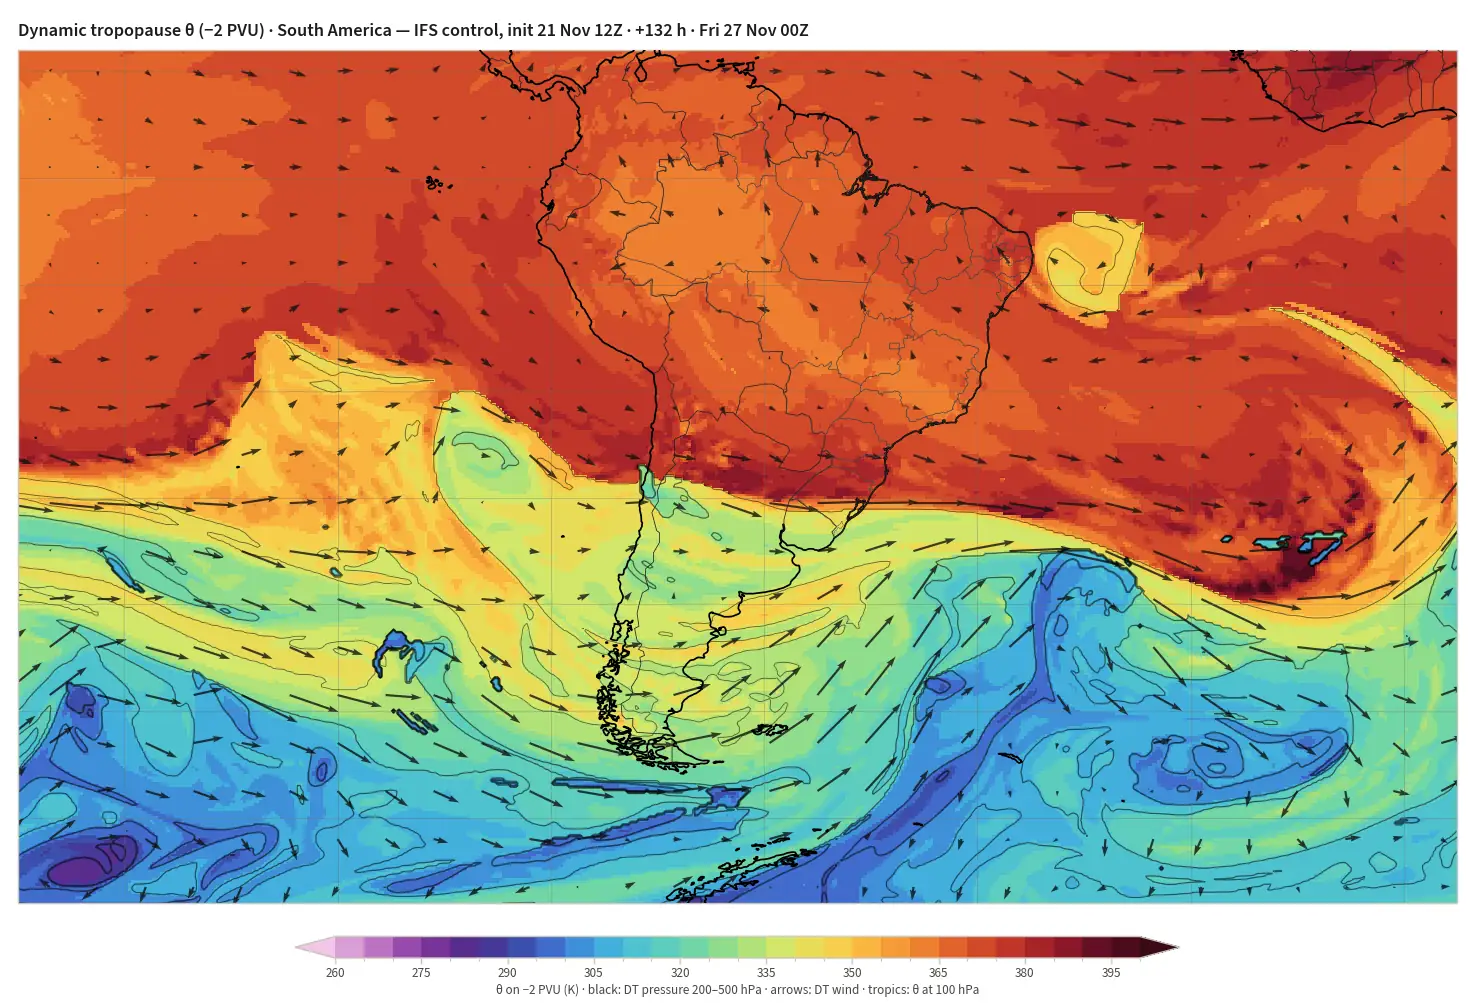 Dynamic tropopause θ (−2 PVU) · South America — IFS control, init 21 Nov 12Z · +132 h · Fri 27 Nov 00Z
260 275 290 305 320 335 350 365 380 395
θ on −2 PVU (K) · black: DT pressure 200–500 hPa · arrows: DT wind · tropics: θ at 100 hPa